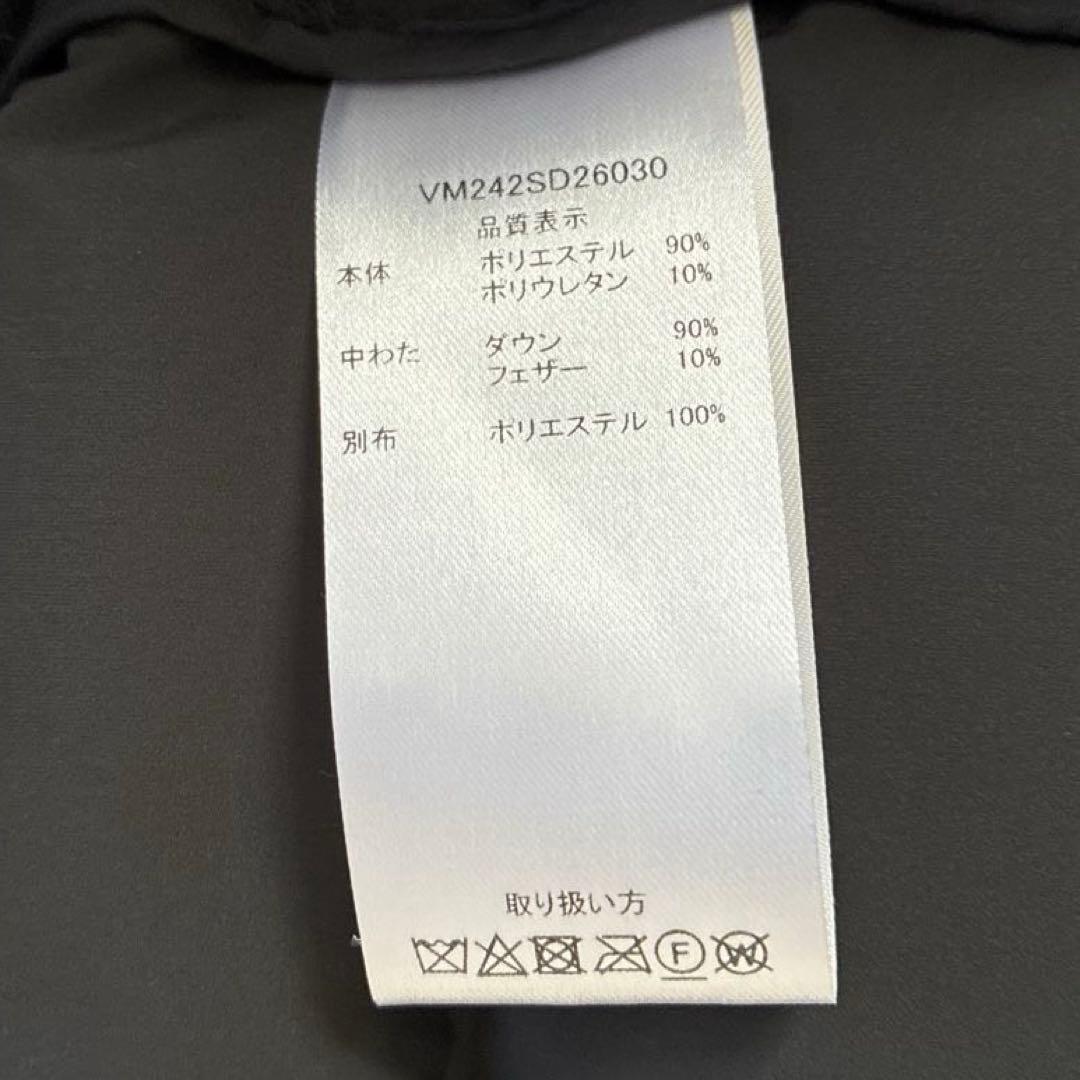 VM242SD26030
品質表示
本体 ポリエステル 90%
ポリウレタン 10%
中わた ダウン 90%
フェザー 10%
別布 ポリエステル 100%
取り扱い方
F W